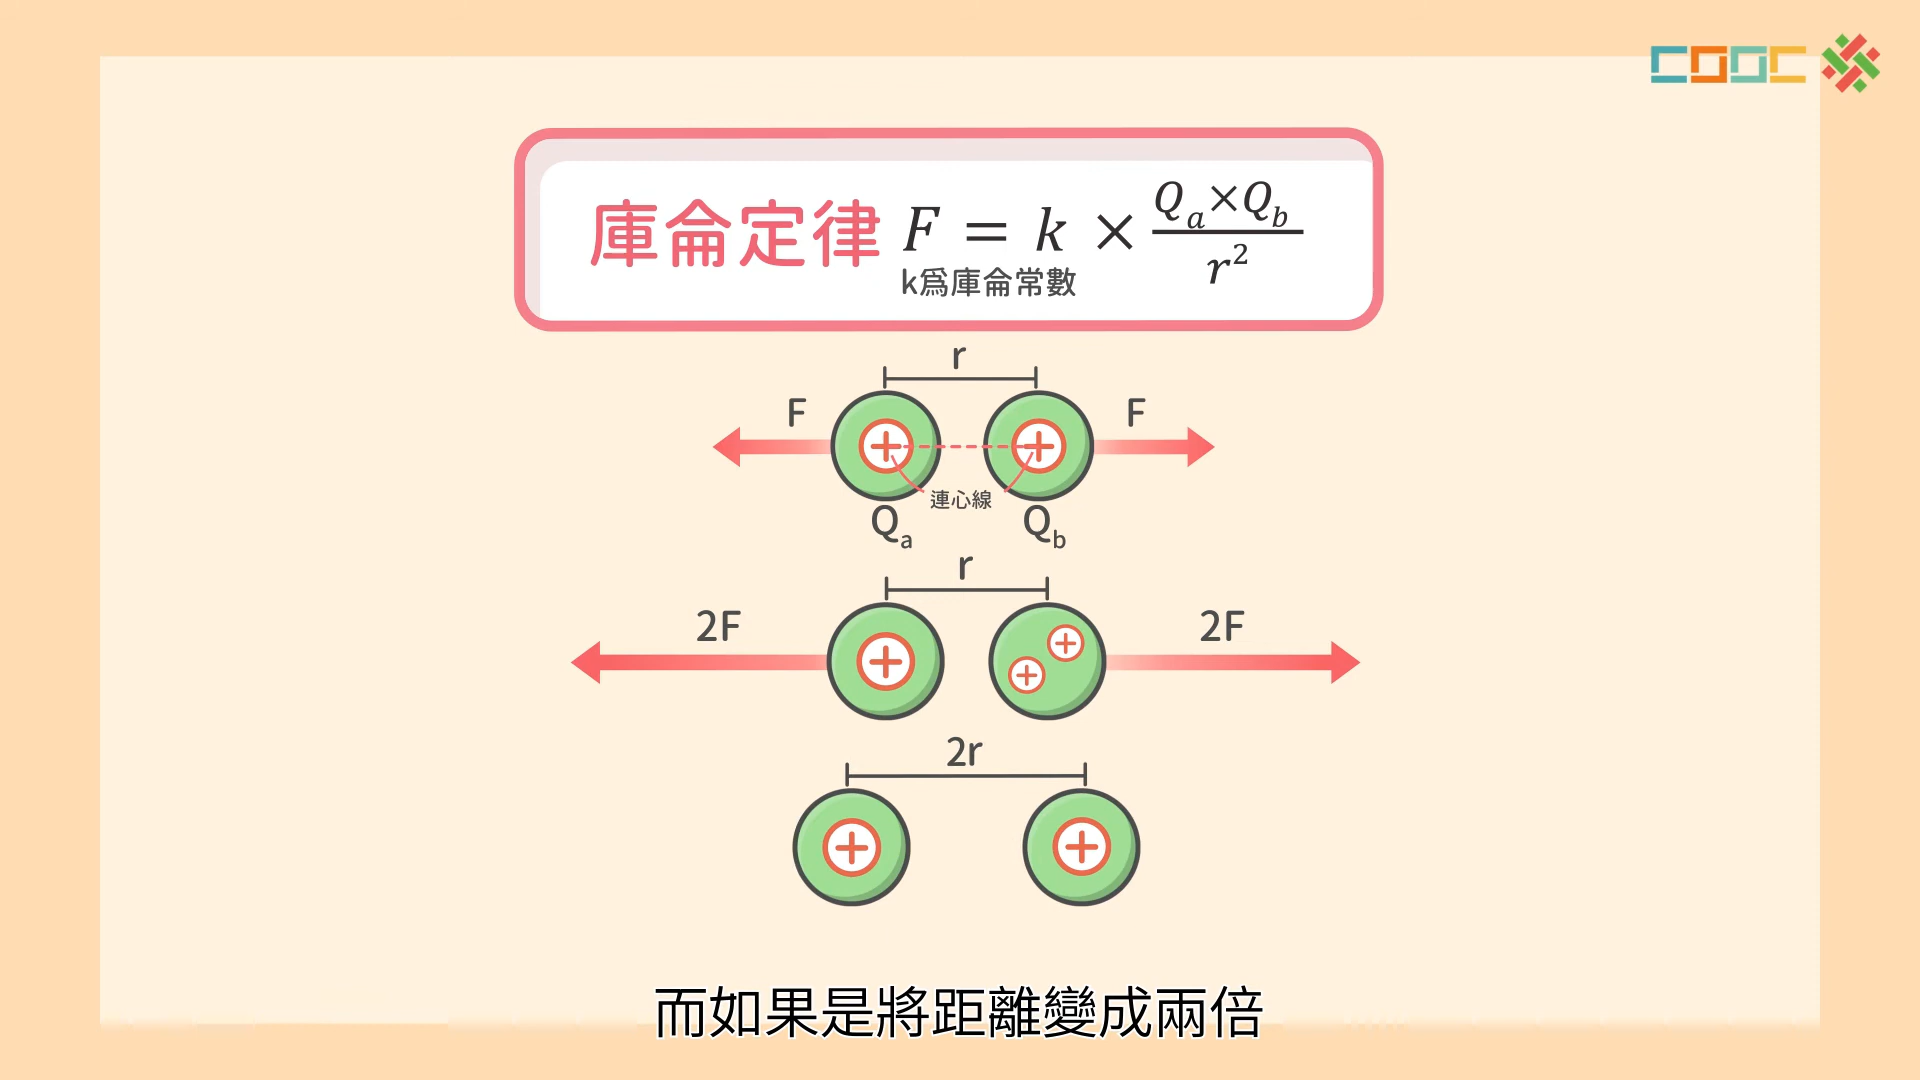 COOC
庫侖定律 F = k × Qa×Qb / r²
k爲庫侖常數
r
F F
連心線
Qa Qb
r
2F 2F
2r
而如果是將距離變成兩倍